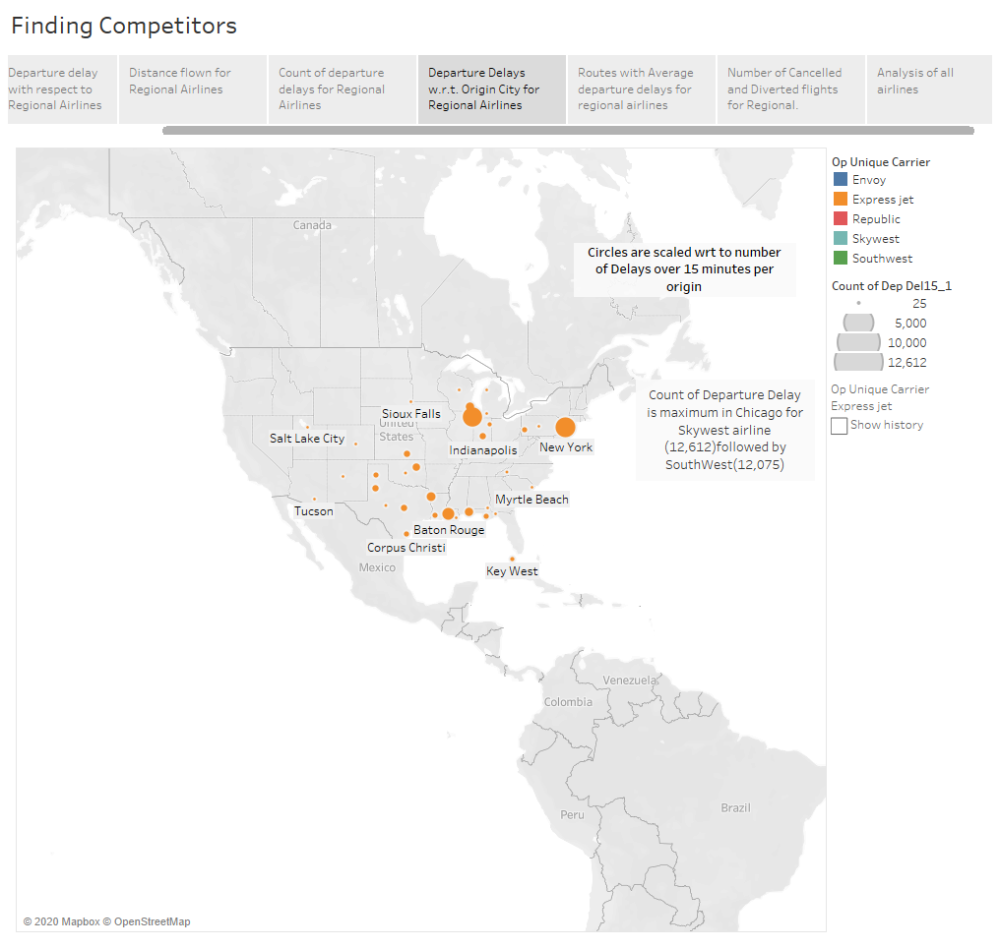 Finding Competitors
Departure delay
with respect to
Regional Airlines
Distance flown for
Regional Airlines
Count of departure
delays for Regional
Airlines
Departure Delays
w.r.t. Origin City for
Regional Airlines
Routes with Average
departure delays for
regional airlines
Number of Cancelled
and Diverted flights
for Regional.
Analysis of all
airlines
Canada
Circles are scaled wrt to number
of Delays over 15 minutes per
origin
Count of Departure Delay
is maximum in Chicago for
Skywest airline
(12,612)followed by
SouthWest(12,075)
Sioux Falls
United
States
Salt Lake City
Indianapolis
New York
Tucson
Myrtle Beach
Baton Rouge
Corpus Christi
Mexico
Key West
Venezuela
Colombia
Peru
Brazil
© 2020 Mapbox © OpenStreetMap
Op Unique Carrier
Envoy
Express jet
Republic
Skywest
Southwest
Count of Dep Del15_1
25
5,000
10,000
12,612
Op Unique Carrier
Express jet
Show history